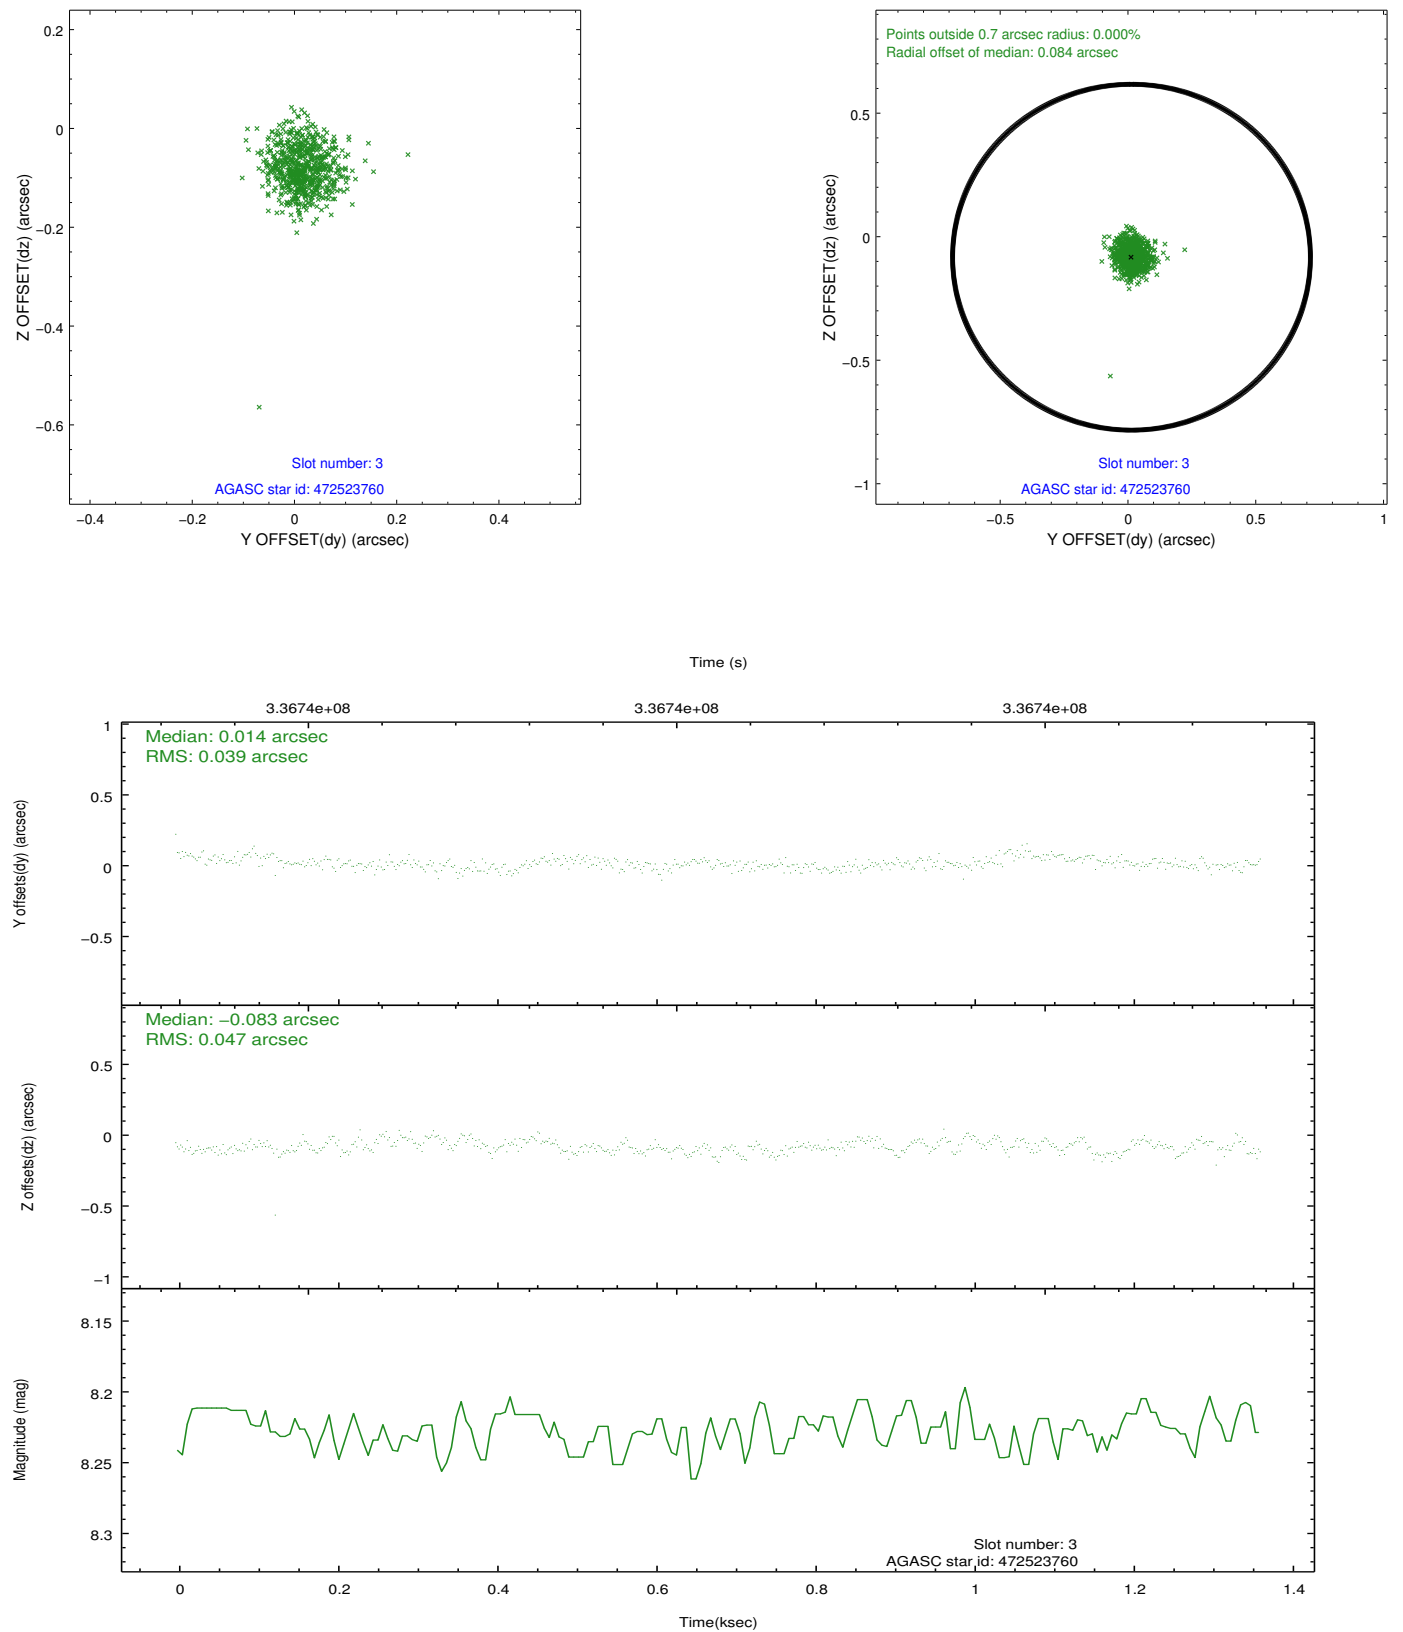 0.2
0
−0.2
−0.4
−0.6
Z OFFSET(dz) (arcsec)
Slot number: 3
AGASC star id: 472523760
−0.4
−0.2
0
0.2
0.4
Y OFFSET(dy) (arcsec)
Points outside 0.7 arcsec radius: 0.000%
Radial offset of median: 0.084 arcsec
0.5
0
−0.5
−1
Z OFFSET(dz) (arcsec)
Slot number: 3
AGASC star id: 472523760
−0.5
0
0.5
1
Y OFFSET(dy) (arcsec)
Time (s)
3.3674e+08
3.3674e+08
3.3674e+08
Median: 0.014 arcsec
RMS: 0.039 arcsec
1
0.5
0
−0.5
Y offsets(dy) (arcsec)
Median: −0.083 arcsec
RMS: 0.047 arcsec
0.5
0
−0.5
−1
Z offsets(dz) (arcsec)
8.15
8.2
8.25
8.3
Magnitude (mag)
Slot number: 3
AGASC star id: 472523760
0
0.2
0.4
0.6
0.8
1
1.2
1.4
Time(ksec)